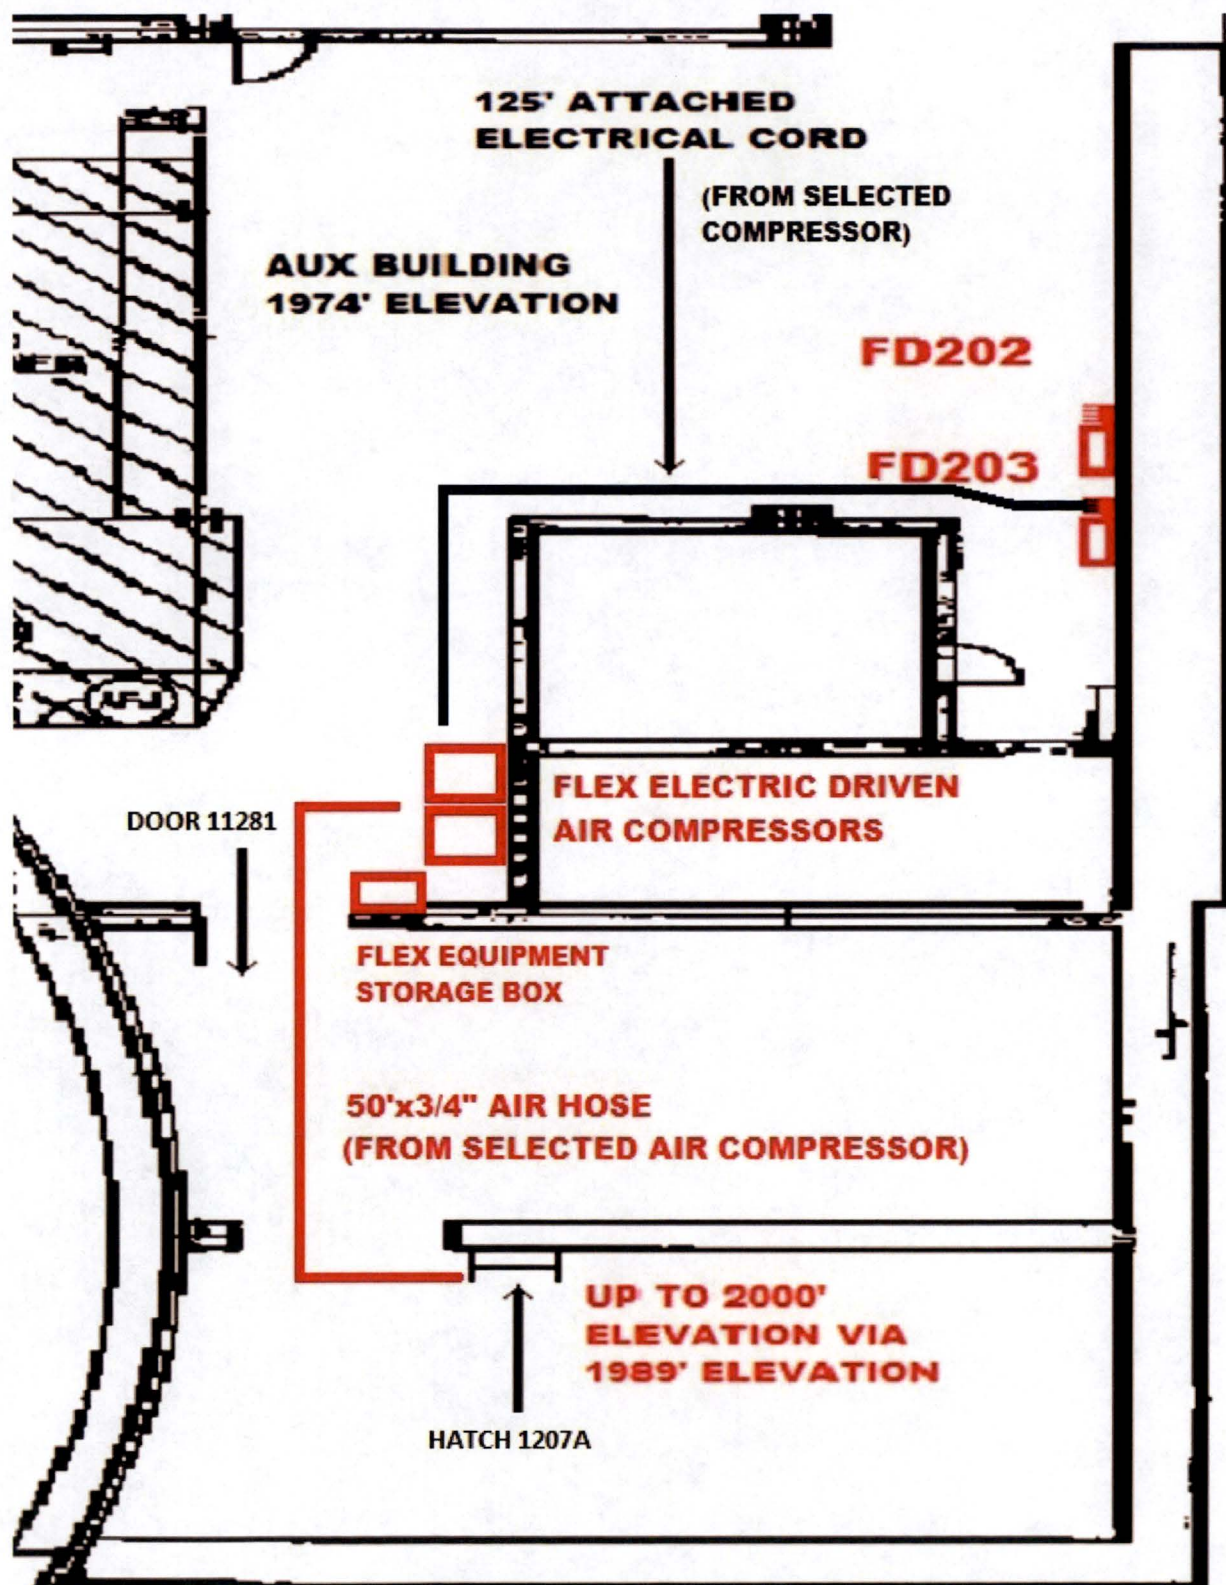 125' ATTACHED
ELECTRICAL CORD
(FROM SELECTED
COMPRESSOR)
AUX BUILDING
1974' ELEVATION
FD202
FD203
FLEX ELECTRIC DRIVEN
AIR COMPRESSORS
DOOR 11281
FLEX EQUIPMENT
STORAGE BOX
50'x3/4" AIR HOSE
(FROM SELECTED AIR COMPRESSOR)
UP TO 2000'
ELEVATION VIA
1989' ELEVATION
HATCH 1207A